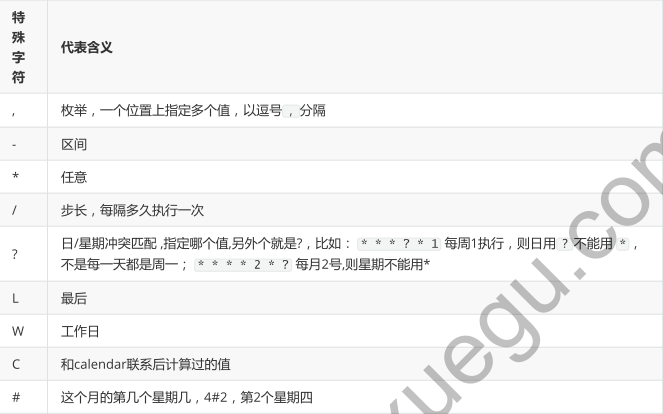 特
殊
字
符
代表含义
, 枚举，一个位置上指定多个值，以逗号 , 分隔
- 区间
* 任意
/ 步长，每隔多久执行一次
? 日/星期冲突匹配 ,指定哪个值,另外个就是?，比如： * * * ? * 1 每周1执行，则日用 ? 不能用 * ，
不是每一天都是周一； * * * * 2 * ? 每月2号,则星期不能用*
L 最后
W 工作日
C 和calendar联系后计算过的值
# 这个月的第几个星期几，4#2，第2个星期四
xuegu.co